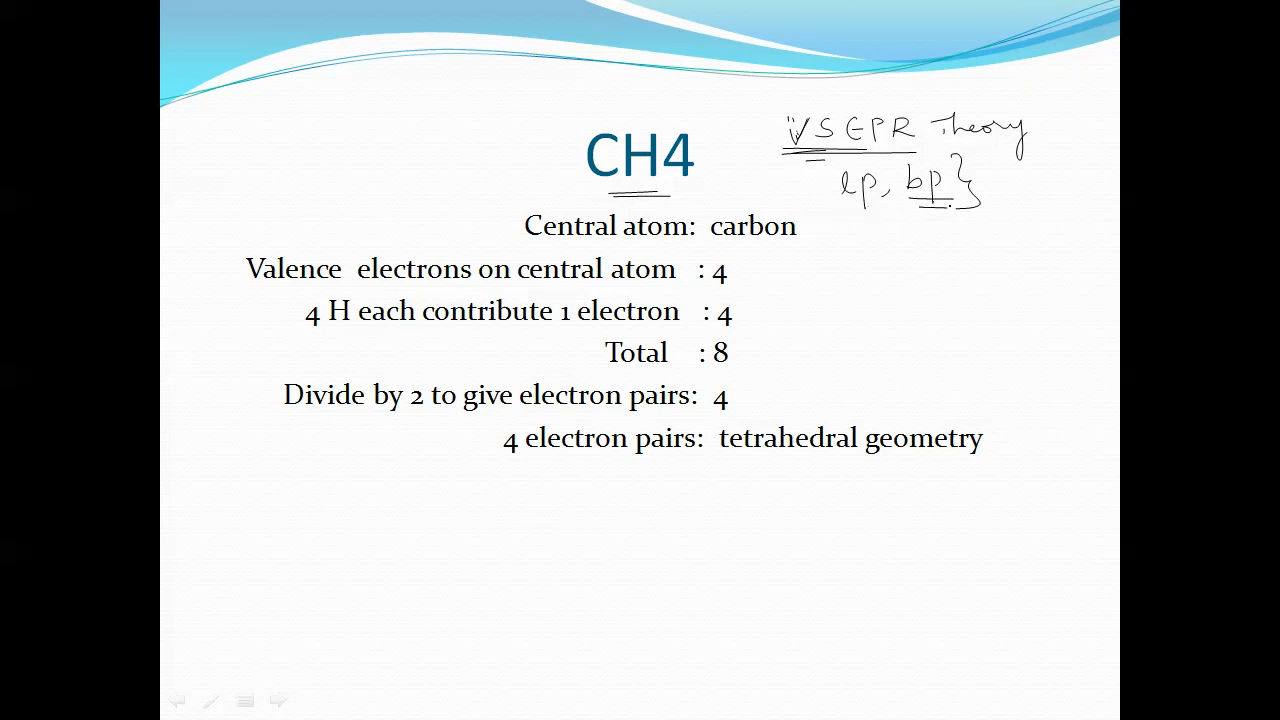 VSEPR Theory
CH4
lp, bp}
Central atom: carbon
Valence electrons on central atom : 4
4 H each contribute 1 electron : 4
Total : 8
Divide by 2 to give electron pairs: 4
4 electron pairs: tetrahedral geometry